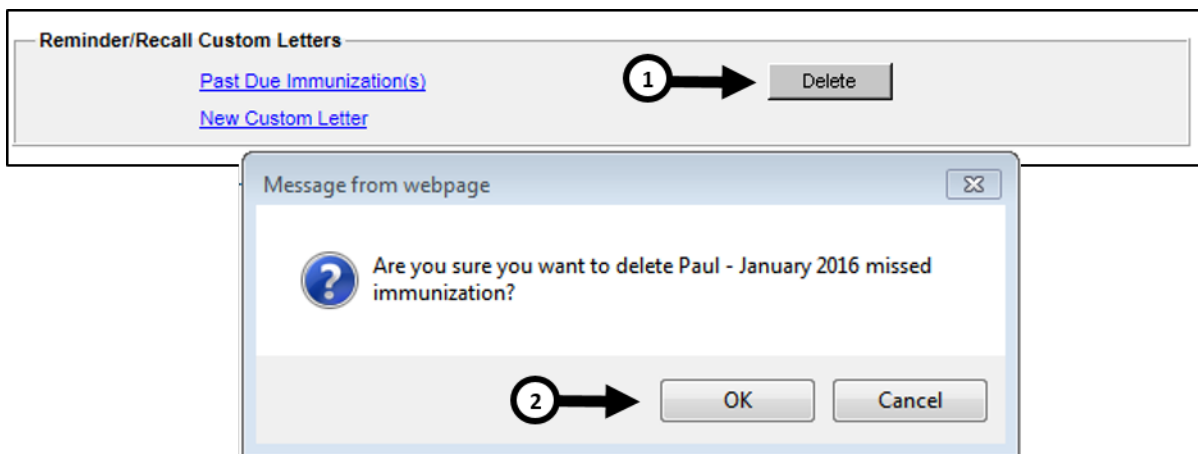 Reminder/Recall Custom Letters
Past Due Immunization(s)
1
Delete
New Custom Letter
Message from webpage
Are you sure you want to delete Paul - January 2016 missed
immunization?
2
OK
Cancel